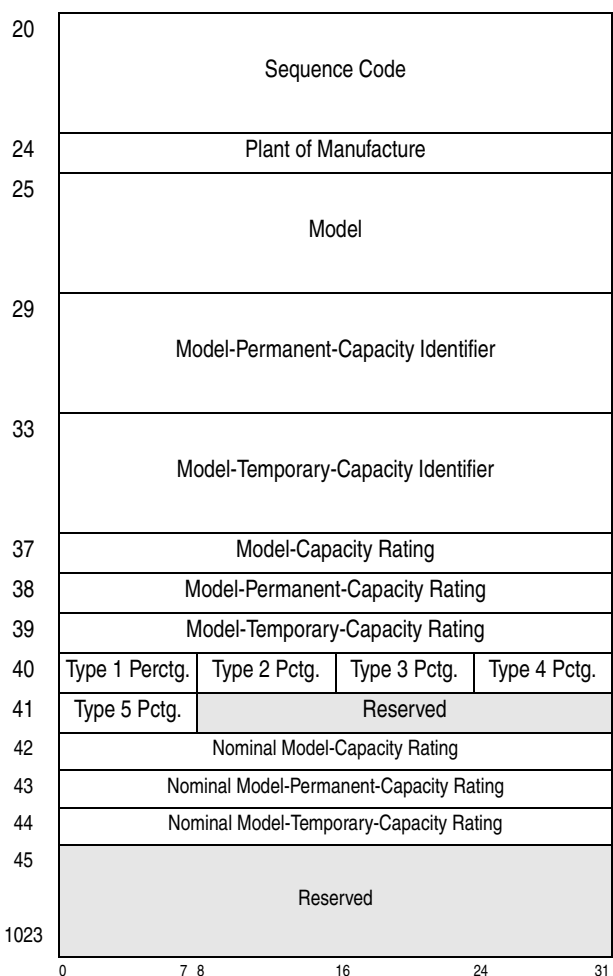 20
Sequence Code
24 Plant of Manufacture
25
Model
29
Model-Permanent-Capacity Identifier
33
Model-Temporary-Capacity Identifier
37 Model-Capacity Rating
38 Model-Permanent-Capacity Rating
39 Model-Temporary-Capacity Rating
40 Type 1 Perctg. Type 2 Pctg. Type 3 Pctg. Type 4 Pctg.
41 Type 5 Pctg. Reserved
42 Nominal Model-Capacity Rating
43 Nominal Model-Permanent-Capacity Rating
44 Nominal Model-Temporary-Capacity Rating
45
Reserved
1023
0 7 8 16 24 31